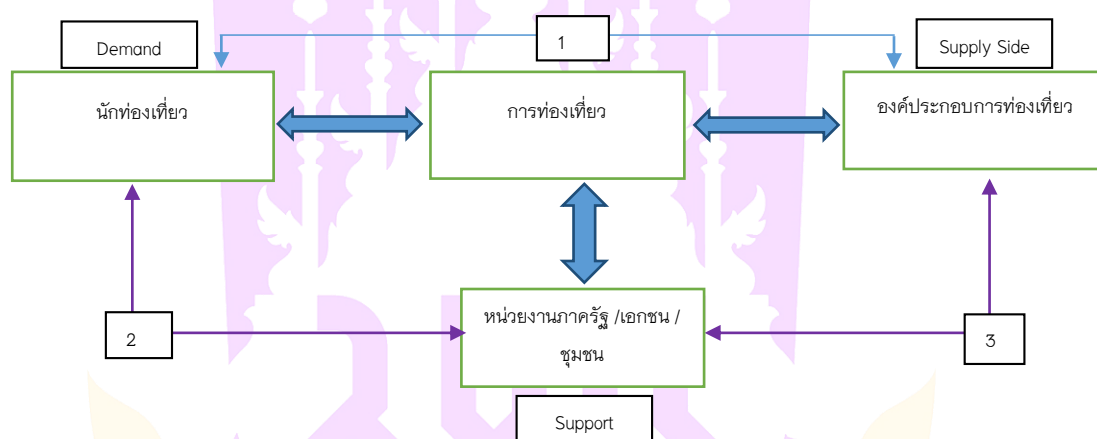 1
Demand
Supply Side
นักท่องเที่ยว
การท่องเที่ยว
องค์ประกอบการท่องเที่ยว
หน่วยงานภาครัฐ /เอกชน /
ชุมชน
2
3
Support